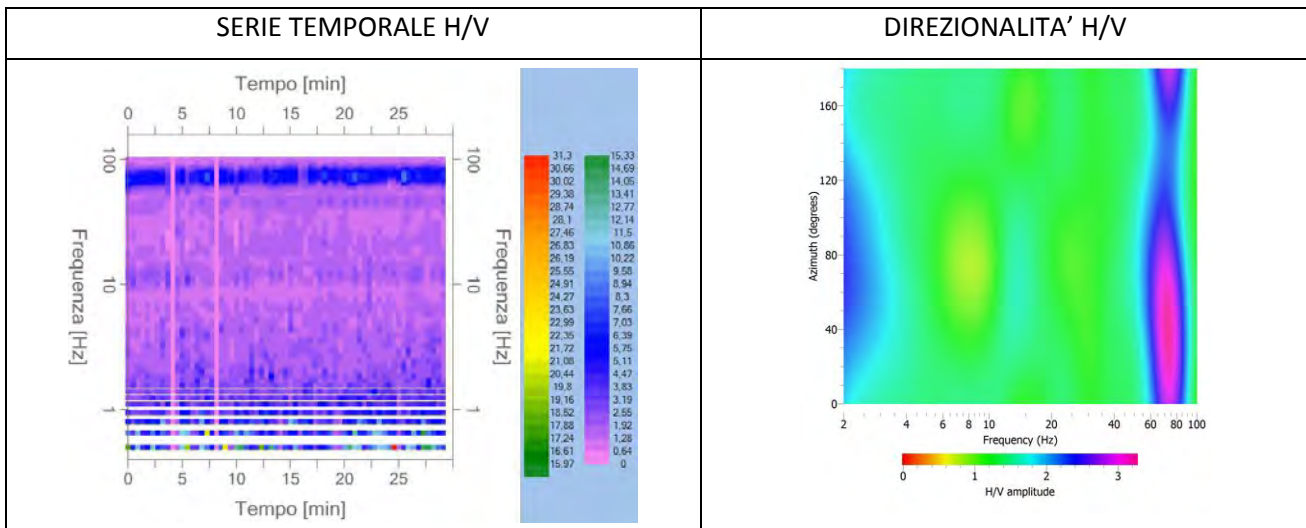 SERIE TEMPORALE H/V
DIREZIONALITA’ H/V
Tempo [min]
0 5 10 15 20 25
100 100
10 10
1 1
Frequenza [Hz]
Frequenza [Hz]
0 5 10 15 20 25
Tempo [min]
31,3 15,33
30,66 14,69
30,02 14,05
29,38 13,41
28,74 12,77
28,1 12,14
27,46 11,5
26,83 10,86
26,19 10,22
25,55 9,58
24,91 8,94
24,27 8,3
23,63 7,66
22,99 7,03
22,35 6,39
21,72 5,75
21,08 5,11
20,44 4,47
19,8 3,83
19,16 3,19
18,52 2,55
17,88 1,92
17,24 1,28
16,61 0,64
15,97 0
160
120
80
40
0
Azimuth (degrees)
2 4 6 8 10 20 40 60 80 100
Frequency (Hz)
0 1 2 3
H/V amplitude